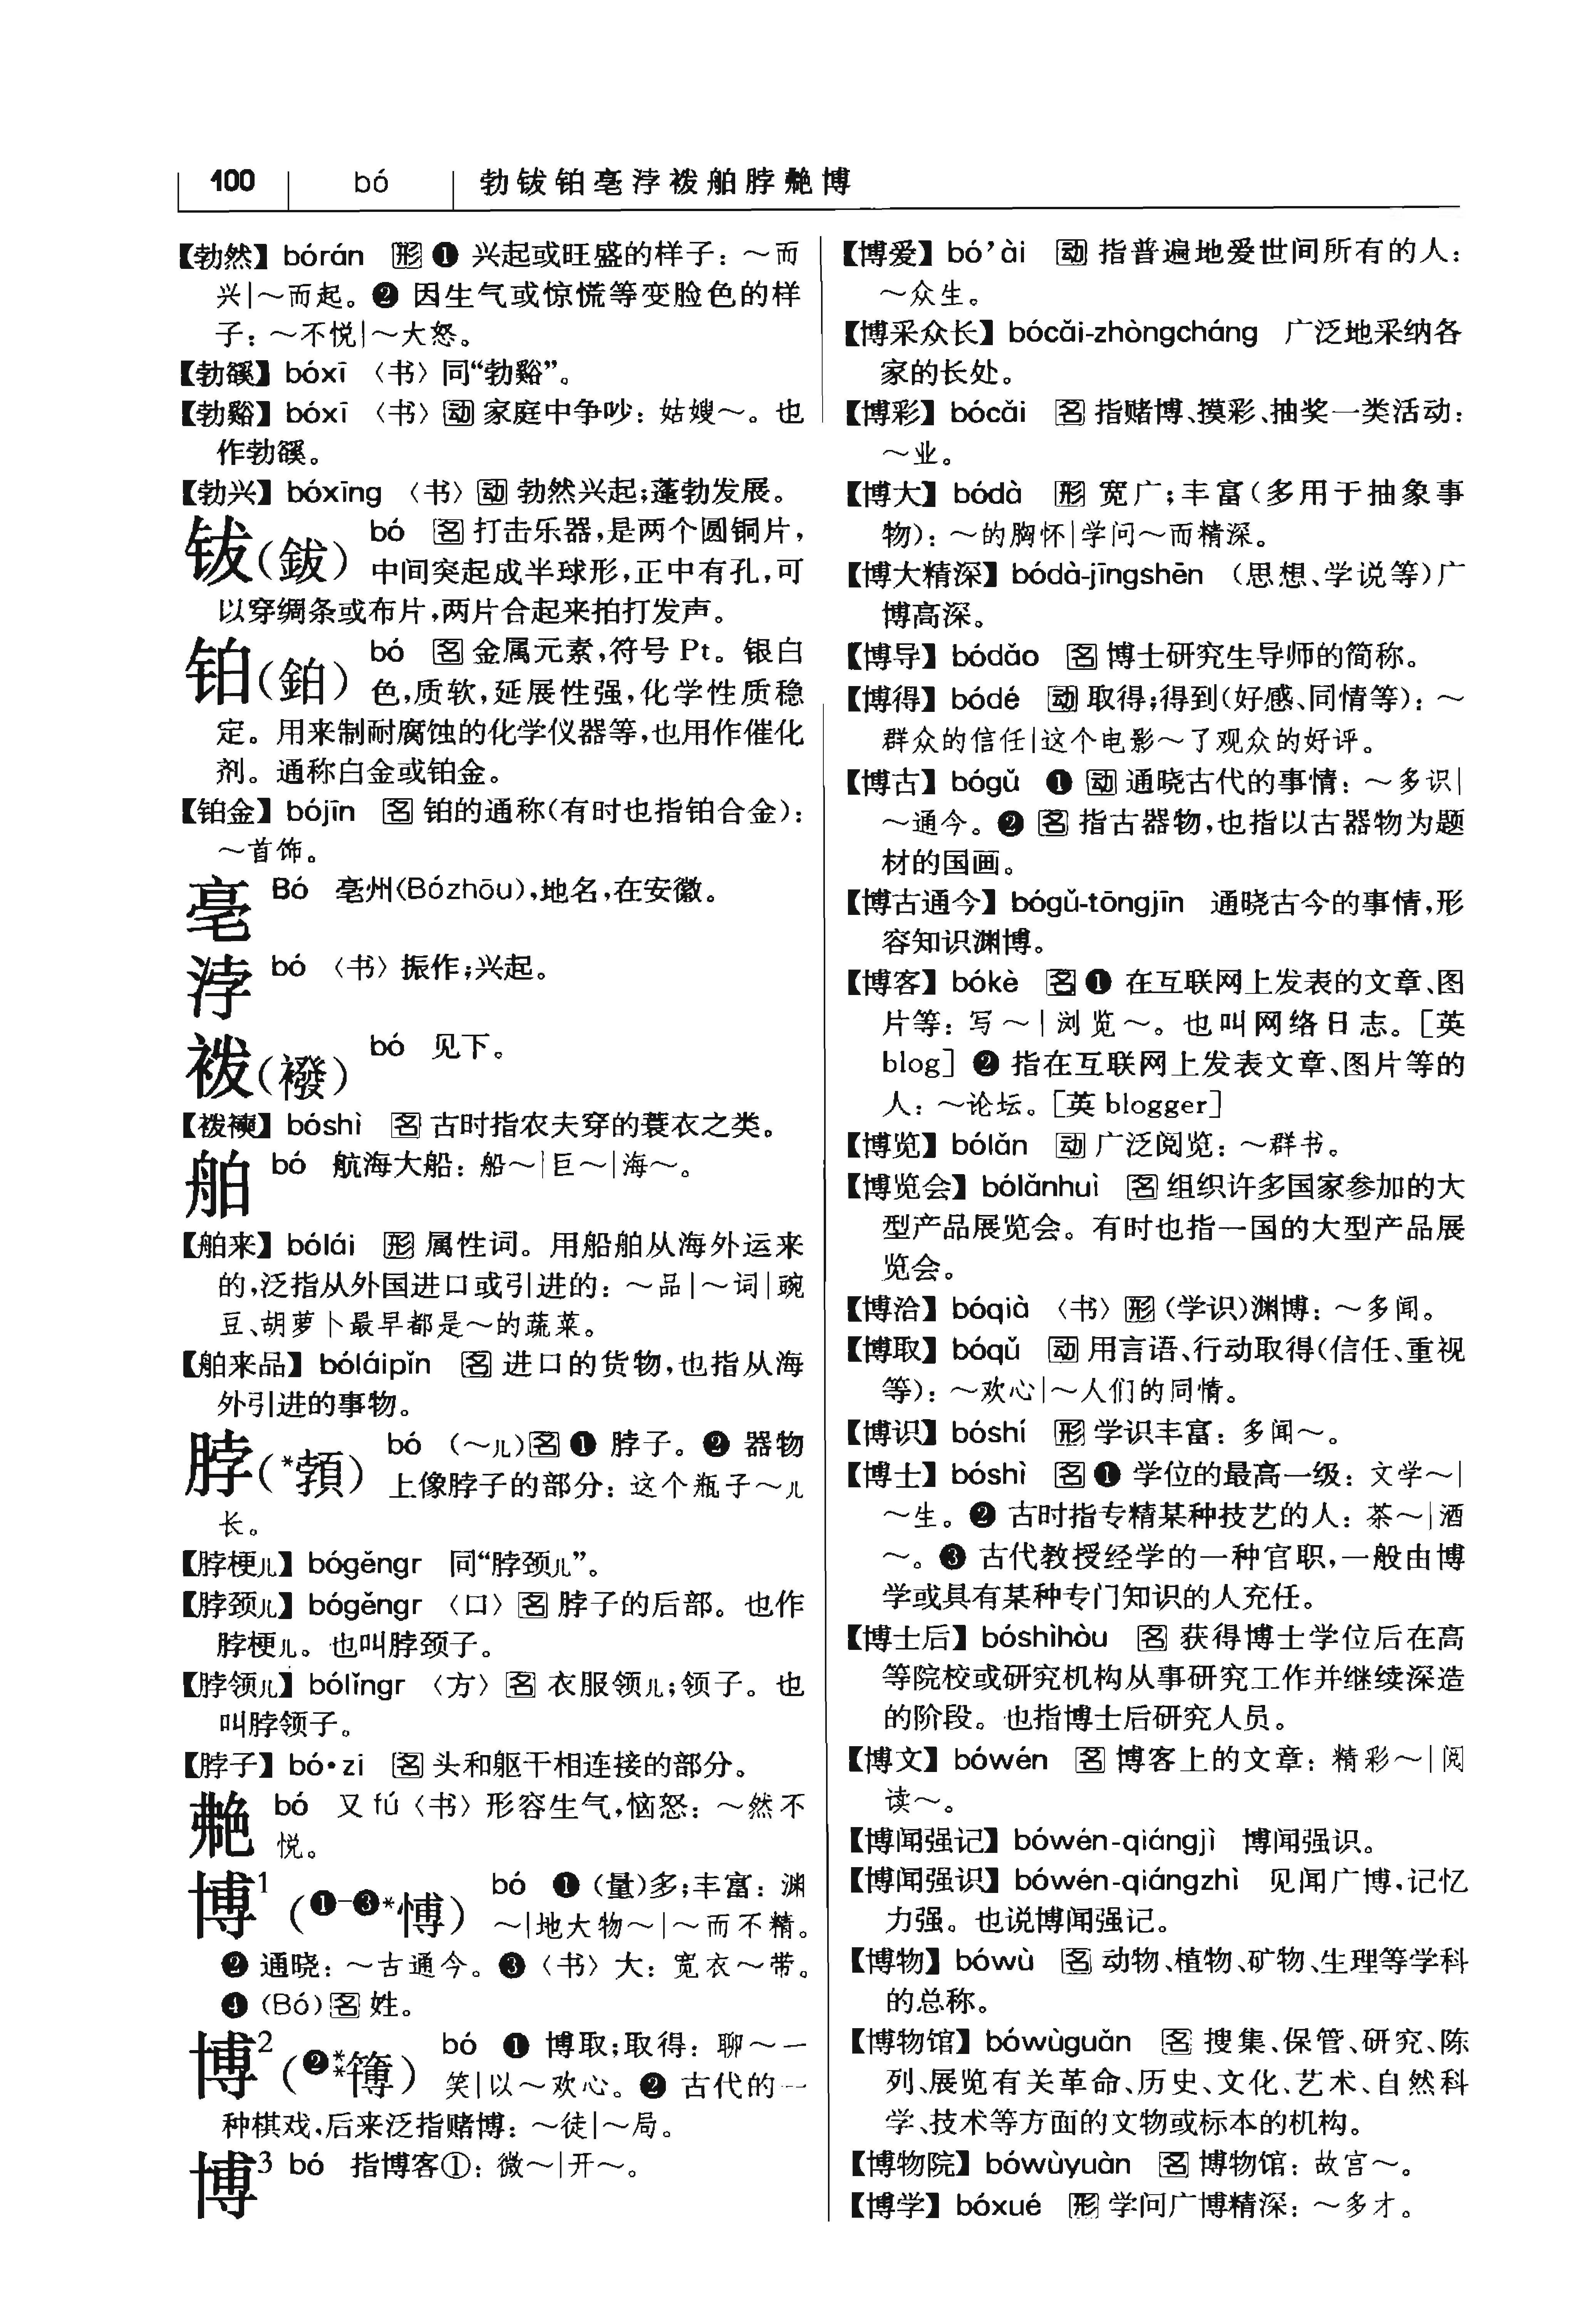 100 bó 勃钹铂亳浡袯舶脖艴博
【勃然】bórán 形 ❶ 兴起或旺盛的样子：～而
兴|～而起。❷ 因生气或惊慌等变脸色的样
子：～不悦|～大怒。
【勃豀】bóxī 〈书〉同“勃谿”。
【勃谿】bóxī 〈书〉动 家庭中争吵：姑嫂～。也
作勃豀。
【勃兴】bóxīng 〈书〉动 勃然兴起；蓬勃发展。
钹(鈸) bó 名 打击乐器，是两个圆铜片，
中间突起成半球形，正中有孔，可
以穿绸条或布片，两片合起来拍打发声。
铂(鉑) bó 名 金属元素，符号 Pt。银白
色，质软，延展性强，化学性质稳
定。用来制耐腐蚀的化学仪器等，也用作催化
剂。通称白金或铂金。
【铂金】bójīn 名 铂的通称(有时也指铂合金)：
～首饰。
亳 Bó 亳州(Bózhōu)，地名，在安徽。
浡 bó 〈书〉振作；兴起。
袯(襏) bó 见下。
【袯襫】bóshì 名 古时指农夫穿的蓑衣之类。
舶 bó 航海大船：船～|巨～|海～。
【舶来】bólái 形 属性词。用船舶从海外运来
的，泛指从外国进口或引进的：～品|～词|豌
豆、胡萝卜最早都是～的蔬菜。
【舶来品】bóláipǐn 名 进口的货物，也指从海
外引进的事物。
脖(*頸) bó (～儿)名 ❶ 脖子。❷ 器物
上像脖子的部分：这个瓶子～儿
长。
【脖梗儿】bógěngr 同“脖颈儿”。
【脖颈儿】bógěngr 〈口〉名 脖子的后部。也作
脖梗儿。也叫脖颈子。
【脖领儿】bólǐngr 〈方〉名 衣服领儿；领子。也
叫脖领子。
【脖子】bó•zi 名 头和躯干相连接的部分。
艴 bó 又 fú〈书〉形容生气，恼怒：～然不
悦。
博¹(❶-❸*愽) bó ❶ (量)多；丰富：渊
～|地大物～|～而不精。
❷ 通晓：～古通今。❸〈书〉大：宽衣～带。
❹ (Bó)名 姓。
博²(❷**簙) bó ❶ 博取；取得：聊～一
笑|以～欢心。❷ 古代的一
种棋戏，后来泛指赌博：～徒|～局。
博³ bó 指博客①：微～|开～。
【博爱】bó’ài 动 指普遍地爱世间所有的人：
～众生。
【博采众长】bócǎi-zhòngcháng 广泛地采纳各
家的长处。
【博彩】bócǎi 名 指赌博、摸彩、抽奖一类活动：
～业。
【博大】bódà 形 宽广；丰富(多用于抽象事
物)：～的胸怀|学问～而精深。
【博大精深】bódà-jīngshēn (思想、学说等)广
博高深。
【博导】bódǎo 名 博士研究生导师的简称。
【博得】bódé 动 取得；得到(好感、同情等)：～
群众的信任|这个电影～了观众的好评。
【博古】bógǔ ❶ 动 通晓古代的事情：～多识|
～通今。❷ 名 指古器物，也指以古器物为题
材的国画。
【博古通今】bógǔ-tōngjīn 通晓古今的事情，形
容知识渊博。
【博客】bókè 名 ❶ 在互联网上发表的文章、图
片等：写～|浏览～。也叫网络日志。[英
blog] ❷ 指在互联网上发表文章、图片等的
人：～论坛。[英 blogger]
【博览】bólǎn 动 广泛阅览：～群书。
【博览会】bólǎnhuì 名 组织许多国家参加的大
型产品展览会。有时也指一国的大型产品展
览会。
【博洽】bóqià 〈书〉形 (学识)渊博：～多闻。
【博取】bóqǔ 动 用言语、行动取得(信任、重视
等)：～欢心|～人们的同情。
【博识】bóshí 形 学识丰富：多闻～。
【博士】bóshì 名 ❶ 学位的最高一级：文学～|
～生。❷ 古时指专精某种技艺的人：茶～|酒
～。❸ 古代教授经学的一种官职，一般由博
学或具有某种专门知识的人充任。
【博士后】bóshìhòu 名 获得博士学位后在高
等院校或研究机构从事研究工作并继续深造
的阶段。也指博士后研究人员。
【博文】bówén 名 博客上的文章：精彩～|阅
读～。
【博闻强记】bówén-qiángjì 博闻强识。
【博闻强识】bówén-qiángzhì 见闻广博，记忆
力强。也说博闻强记。
【博物】bówù 名 动物、植物、矿物、生理等学科
的总称。
【博物馆】bówùguǎn 名 搜集、保管、研究、陈
列、展览有关革命、历史、文化、艺术、自然科
学、技术等方面的文物或标本的机构。
【博物院】bówùyuàn 名 博物馆：故宫～。
【博学】bóxué 形 学问广博精深：～多才。